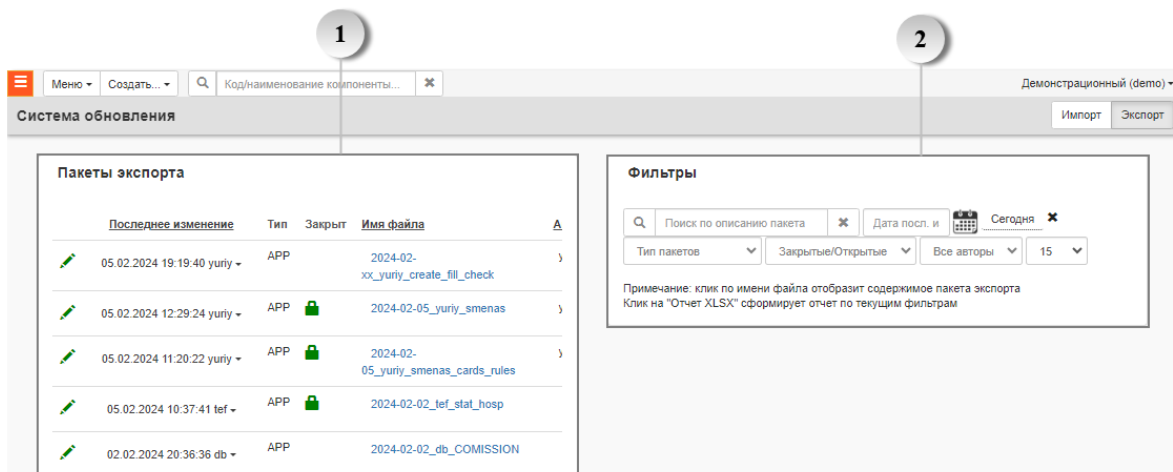 1
2
Меню Создать... Код/наименование компоненты... Демонстрационный (demo)
Система обновления Импорт Экспорт
Пакеты экспорта
Последнее изменение Тип Закрыт Имя файла А
05.02.2024 19:19:40 yuriy APP 2024-02-
xx_yuriy_create_fill_check
05.02.2024 12:29:24 yuriy APP 2024-02-05_yuriy_smenas
05.02.2024 11:20:22 yuriy APP 2024-02-
05_yuriy_smenas_cards_rules
05.02.2024 10:37:41 tef APP 2024-02-02_tef_stat_hosp
02.02.2024 20:36:36 db APP 2024-02-02_db_COMISSION
Фильтры
Поиск по описанию пакета Дата посл. и Сегодня
Тип пакетов Закрытые/Открытые Все авторы 15
Примечание: клик по имени файла отобразит содержимое пакета экспорта
Клик на "Отчет XLSX" сформирует отчет по текущим фильтрам